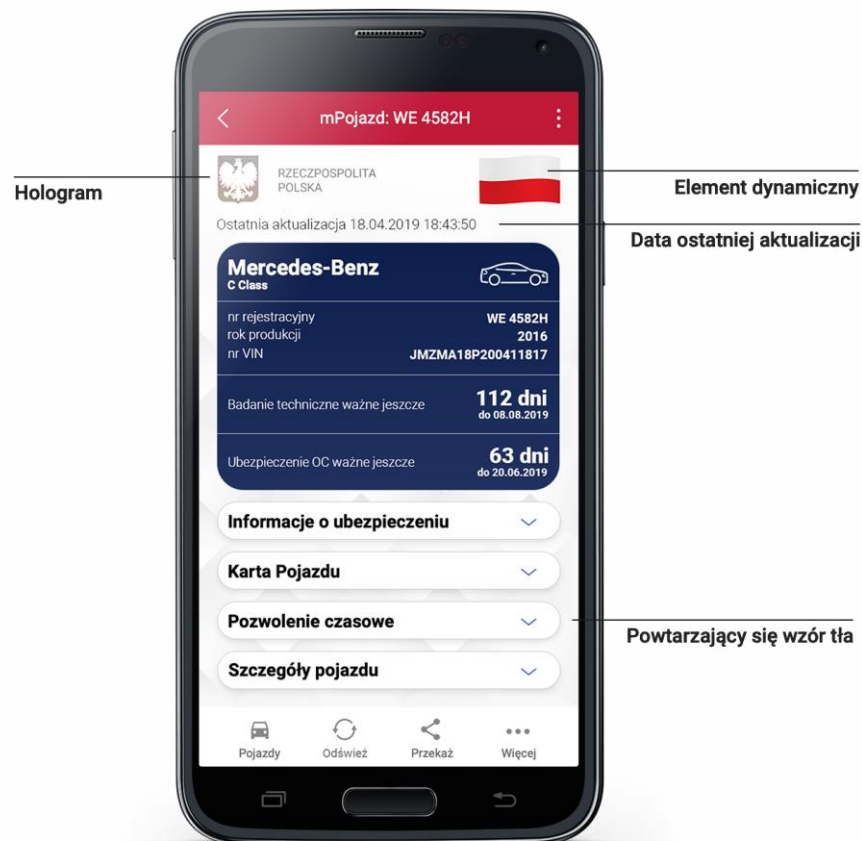 mPojazd: WE 4582H
RZECZPOSPOLITA
POLSKA
Hologram
Element dynamiczny
Ostatnia aktualizacja 18.04.2019 18:43:50
Data ostatniej aktualizacji
Mercedes-Benz
C Class
nr rejestracyjny WE 4582H
rok produkcji 2016
nr VIN JMZMA18P200411817
Badanie techniczne ważne jeszcze 112 dni
do 08.08.2019
Ubezpieczenie OC ważne jeszcze 63 dni
do 20.06.2019
Informacje o ubezpieczeniu
Karta Pojazdu
Pozwolenie czasowe
Powtarzający się wzór tła
Szczegóły pojazdu
Pojazdy Odśwież Przekaż Więcej